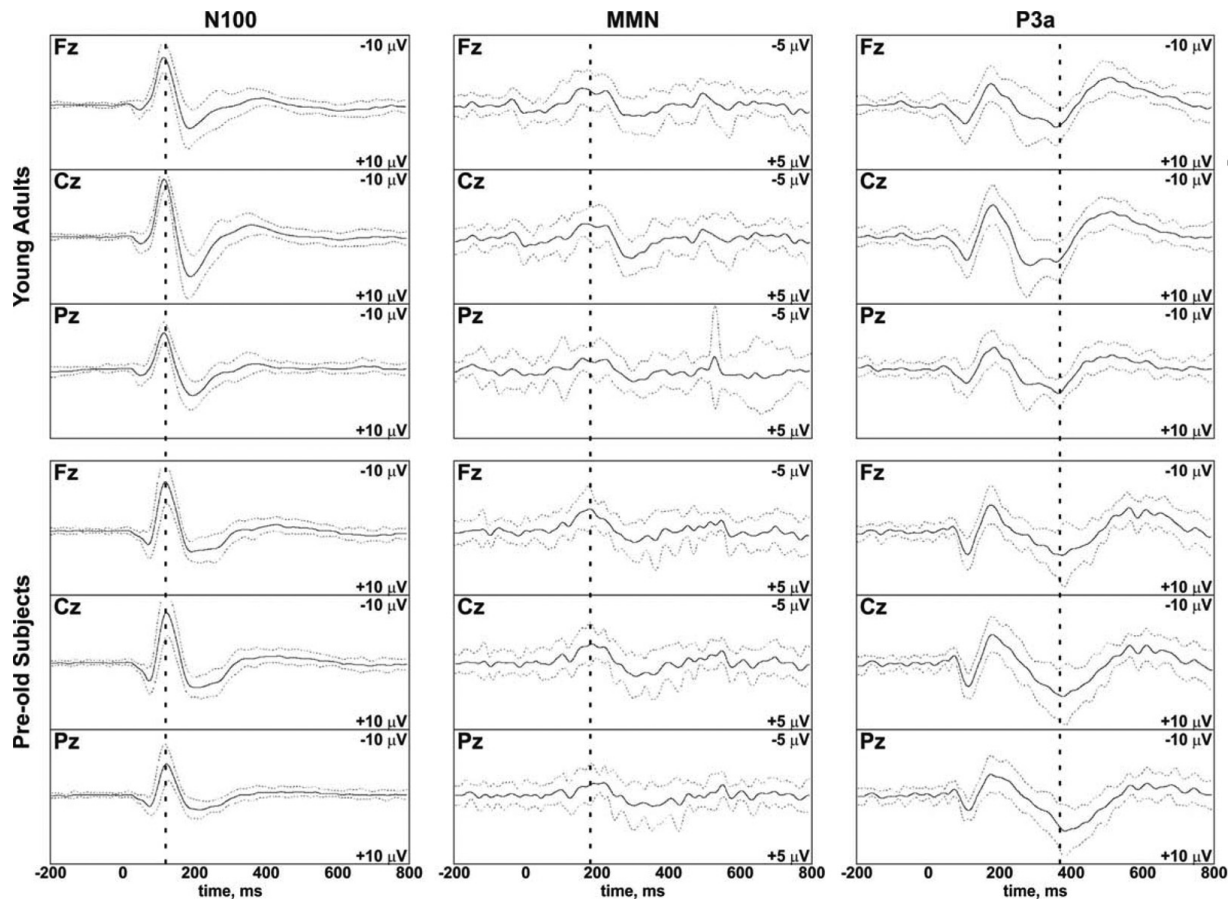 N100 MMN P3a
Young Adults
Fz -10 μV Fz -5 μV Fz -10 μV
+10 μV +5 μV +10 μV
Cz -10 μV Cz -5 μV Cz -10 μV
+10 μV +5 μV +10 μV
Pz -10 μV Pz -5 μV Pz -10 μV
+10 μV +5 μV +10 μV
Pre-old Subjects
Fz -10 μV Fz -5 μV Fz -10 μV
+10 μV +5 μV +10 μV
Cz -10 μV Cz -5 μV Cz -10 μV
+10 μV +5 μV +10 μV
Pz -10 μV Pz -5 μV Pz -10 μV
+10 μV +5 μV +10 μV
-200 0 200 400 600 800 -200 0 200 400 600 800 -200 0 200 400 600 800
time, ms time, ms time, ms